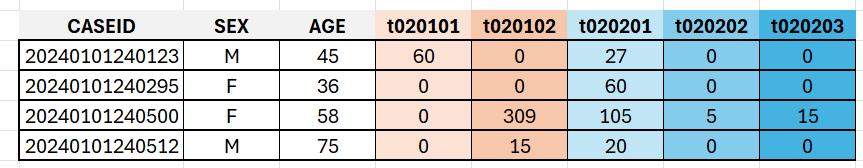 CASEID SEX AGE t020101 t020102 t020201 t020202 t020203
20240101240123 M 45 60 0 27 0 0
20240101240295 F 36 0 0 60 0 0
20240101240500 F 58 0 309 105 5 15
20240101240512 M 75 0 15 20 0 0